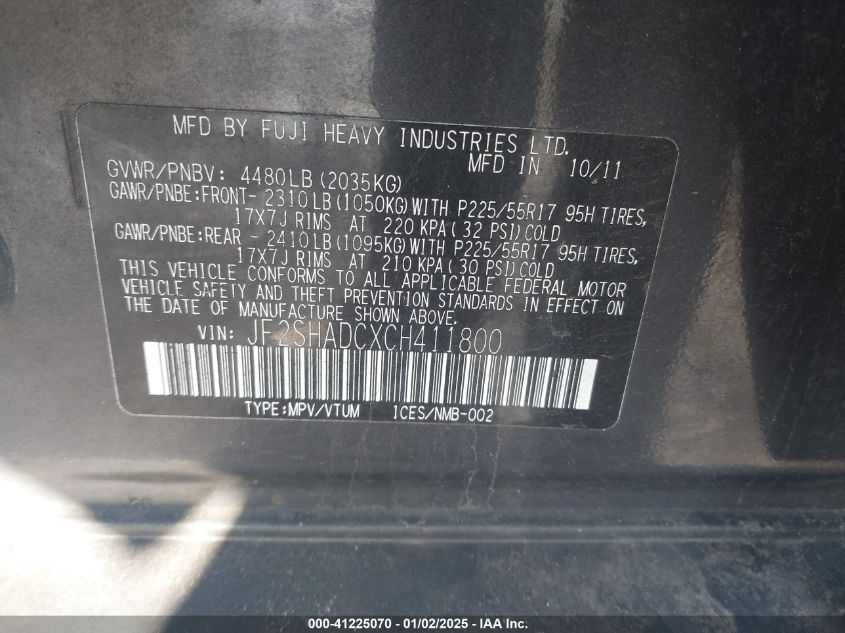 MFD BY FUJI HEAVY INDUSTRIES LTD.
MFD IN 10/11
GVWR/PNBV: 4480LB (2035KG)
GAWR/PNBE:FRONT- 2310LB(1050KG)WITH P225/55R17 95H TIRES,
17X7J RIMS AT 220 KPA( 32 PSI)COLD
GAWR/PNBE:REAR - 2410LB(1095KG)WITH P225/55R17 95H TIRES,
17X7J RIMS AT 210 KPA( 30 PSI)COLD
THIS VEHICLE CONFORMS TO ALL APPLICABLE FEDERAL MOTOR
VEHICLE SAFETY AND THEFT PREVENTION STANDARDS IN EFFECT ON
THE DATE OF MANUFACTURE SHOWN ABOVE.
VIN: JF2SHADCXCH411800
TYPE:MPV/VTUM ICES/NMB-002
000-41225070 - 01/02/2025 - IAA Inc.